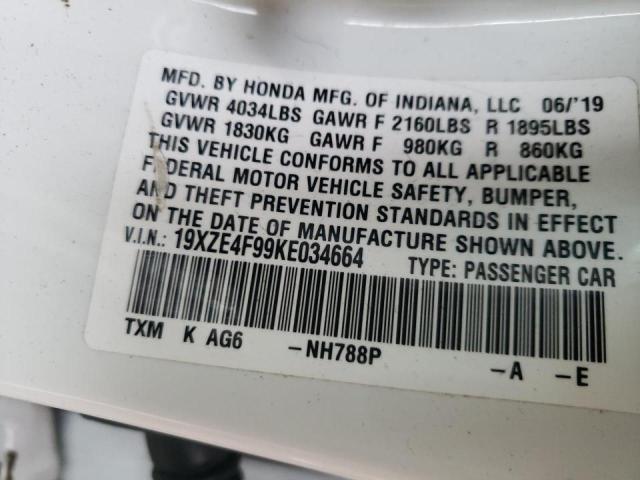 MFD. BY HONDA MFG. OF INDIANA, LLC 06/'19
GVWR 4034LBS GAWR F 2160LBS R 1895LBS
GVWR 1830KG GAWR F 980KG R 860KG
THIS VEHICLE CONFORMS TO ALL APPLICABLE
FEDERAL MOTOR VEHICLE SAFETY, BUMPER,
AND THEFT PREVENTION STANDARDS IN EFFECT
ON THE DATE OF MANUFACTURE SHOWN ABOVE.
V.I.N.: 19XZE4F99KE034664 TYPE: PASSENGER CAR
TXM K AG6 -NH788P -A -E